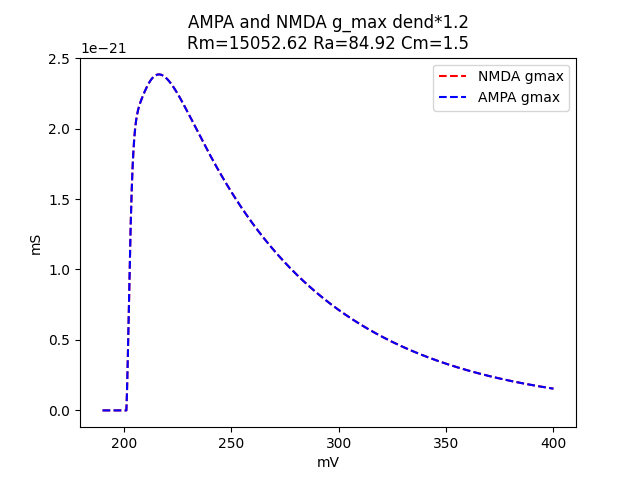 AMPA and NMDA g_max dend*1.2
Rm=15052.62 Ra=84.92 Cm=1.5
1e−21
NMDA gmax
AMPA gmax
2.5
2.0
1.5
1.0
0.5
0.0
mS
200 250 300 350 400
mV